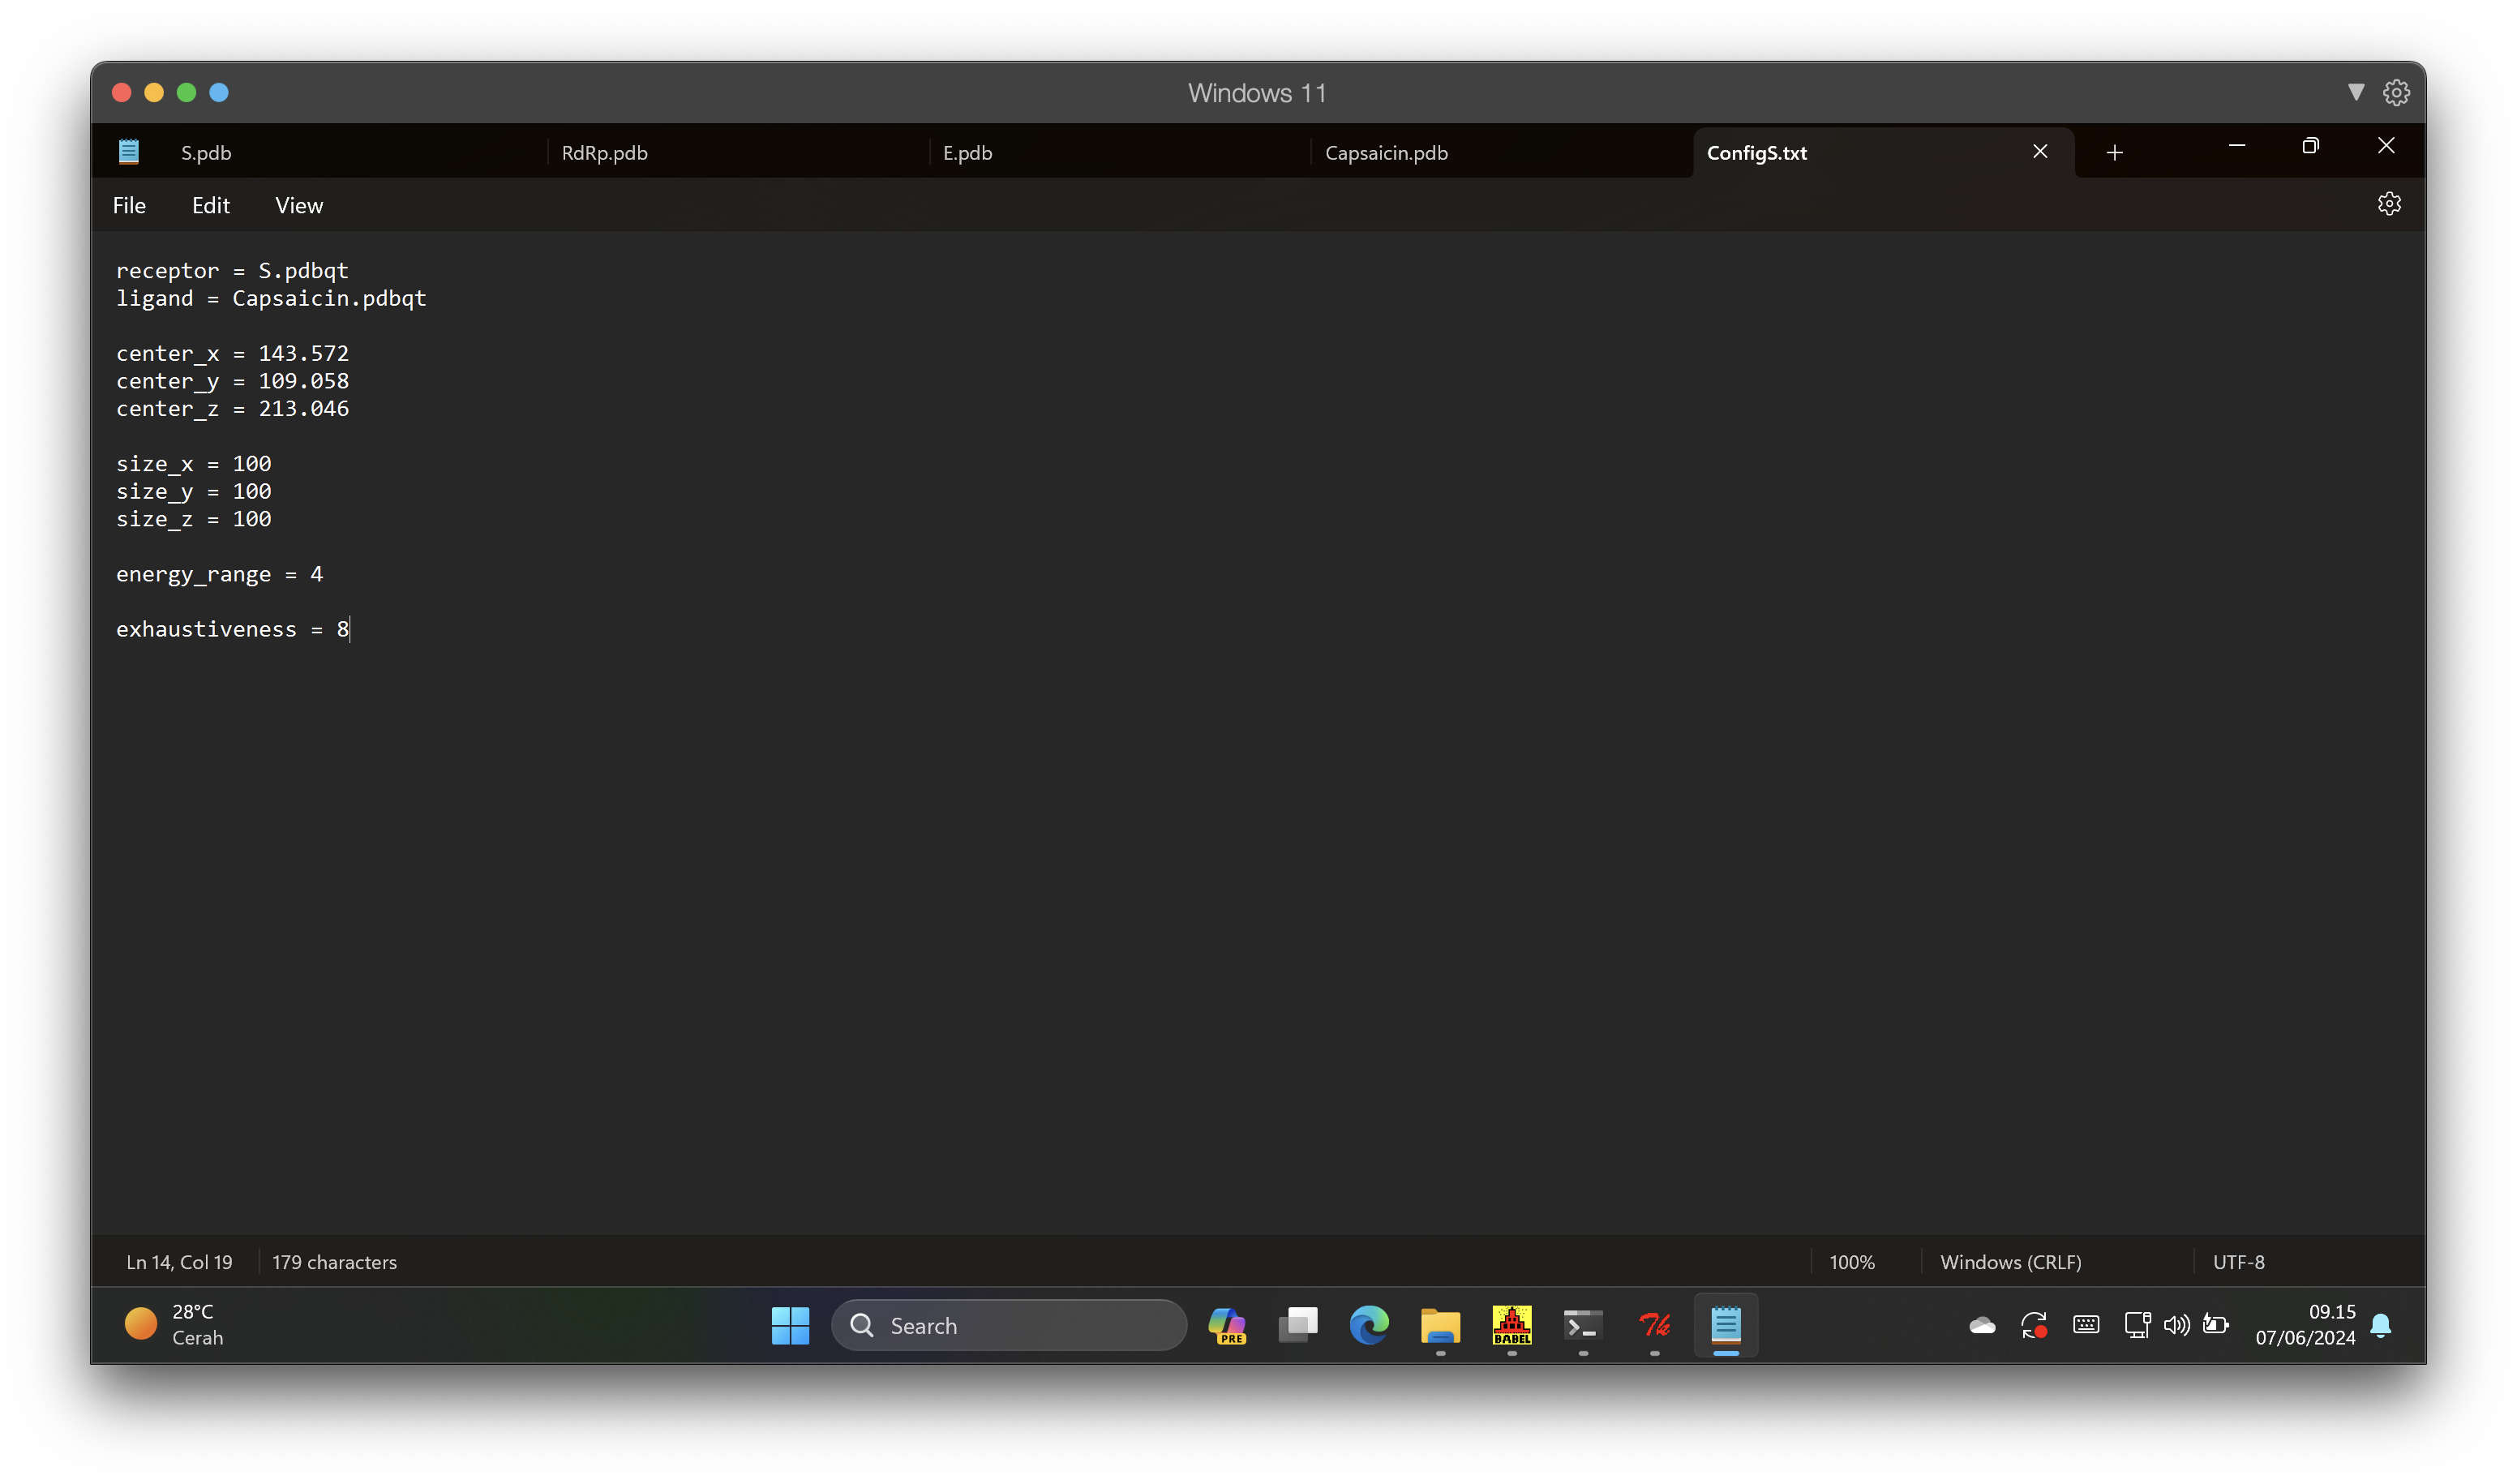 Windows 11
S.pdb
RdRp.pdb
E.pdb
Capsaicin.pdb
ConfigS.txt
File
Edit
View
receptor = S.pdbqt
ligand = Capsaicin.pdbqt
center_x = 143.572
center_y = 109.058
center_z = 213.046
size_x = 100
size_y = 100
size_z = 100
energy_range = 4
exhaustiveness = 8
Ln 14, Col 19
179 characters
100%
Windows (CRLF)
UTF-8
28°C
Cerah
Search
PRE
BABEL
09.15
07/06/2024